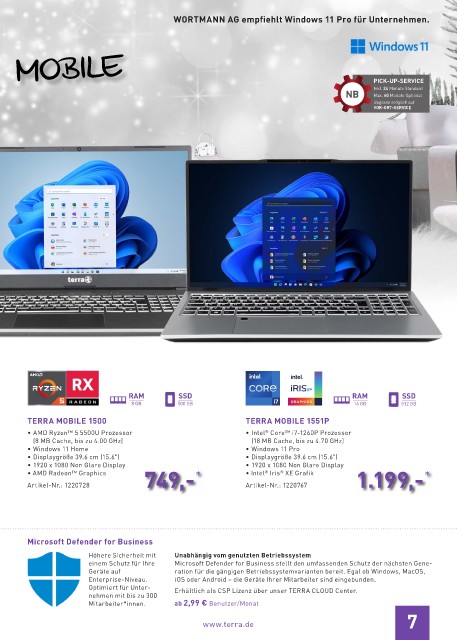 WORTMANN AG empfiehlt Windows 11 Pro für Unternehmen.
Windows 11
MOBILE
PICK-UP-SERVICE
Incl. 24 Monate Standard
Max. 60 Monate Optional
VOR-ORT-SERVICE
NB
terra
AMD
RYZEN
5
RX
RADEON
RAM
8 GB
SSD
500 GB
TERRA MOBILE 1500
• AMD Ryzen™ 5 5500U Prozessor
(8 MB Cache, bis zu 4.00 GHz)
• Windows 11 Home
• Displaygröße 39.6 cm (15.6")
• 1920 x 1080 Non Glare Display
• AMD Radeon™ Graphics
Artikel-Nr.: 1220728
749,-*
intel
CORE
i7
intel
iRIS Xe
GRAPHICS
RAM
16 GB
SSD
512 GB
TERRA MOBILE 1551P
• Intel® Core™ i7-1260P Prozessor
(18 MB Cache, bis zu 4.70 GHz)
• Windows 11 Pro
• Displaygröße 39.6 cm (15.6")
• 1920 x 1080 Non Glare Display
• Intel® Iris® XE Grafik
Artikel-Nr.: 1220767
1.199,-*
Microsoft Defender for Business
Höhere Sicherheit mit
einem Schutz für Ihre
Geräte auf
Enterprise-Niveau.
Optimiert für Unter-
nehmen mit bis zu 300
Mitarbeiter*innen.
Unabhängig vom genutzten Betriebssystem
Microsoft Defender for Business stellt den umfassenden Schutz der nächsten Gene-
ration für die gängigen Betriebssystemvarianten bereit. Egal ob Windows, MacOS,
iOS oder Android – die Geräte Ihrer Mitarbeiter sind eingebunden.
Erhältlich als CSP Lizenz über unser TERRA CLOUD Center.
ab 2,99 € Benutzer/Monat
www.terra.de
7